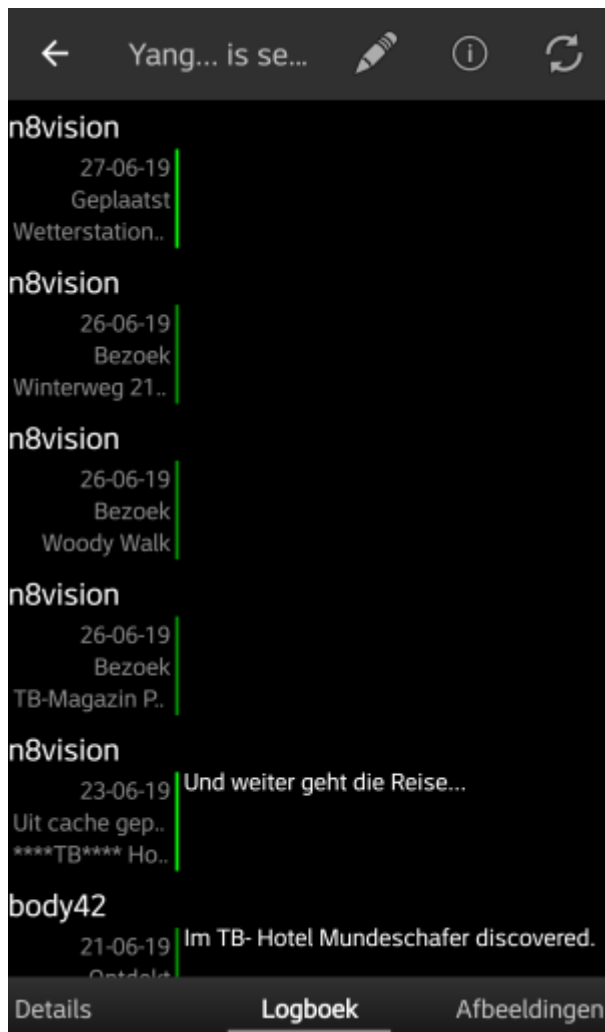 Yang... is se...
n8vision
27-06-19
Geplaatst
Wetterstation..
n8vision
26-06-19
Bezoek
Winterweg 21..
n8vision
26-06-19
Bezoek
Woody Walk
n8vision
26-06-19
Bezoek
TB-Magazin P..
n8vision
23-06-19 Und weiter geht die Reise...
Uit cache gep..
****TB**** Ho..
body42
21-06-19 Im TB- Hotel Mundeschafer discovered.
Ontdekt
Details Logboek Afbeeldingen